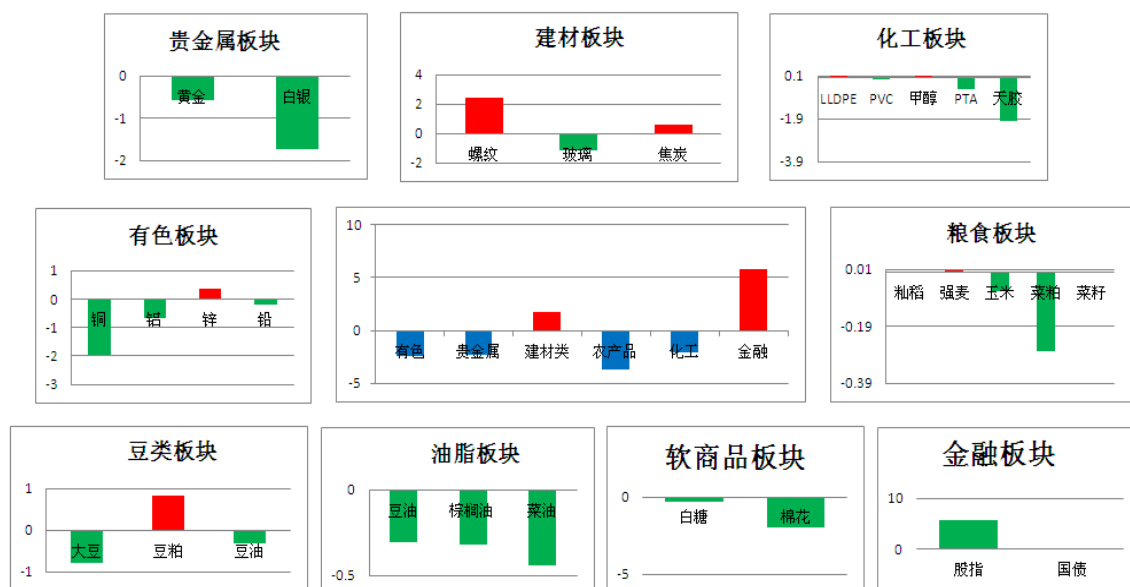 贵金属板块
0
-1
-2
黄金 白银
建材板块
4
2
0
-2
螺纹 玻璃 焦炭
化工板块
0.1
-1.9
-3.9
LLDPE PVC 甲醇 PTA 天胶
有色板块
1
0
-1
-2
-3
铜 铝 锌 铅
10
5
0
-5
有色 贵金属 建材类 农产品 化工 金融
粮食板块
0.01
-0.19
-0.39
籼稻 强麦 玉米 菜粕 菜籽
豆类板块
1
0
-1
大豆 豆粕 豆油
油脂板块
0
-0.5
豆油 棕榈油 菜油
软商品板块
0
-5
白糖 棉花
金融板块
10
0
股指 国债